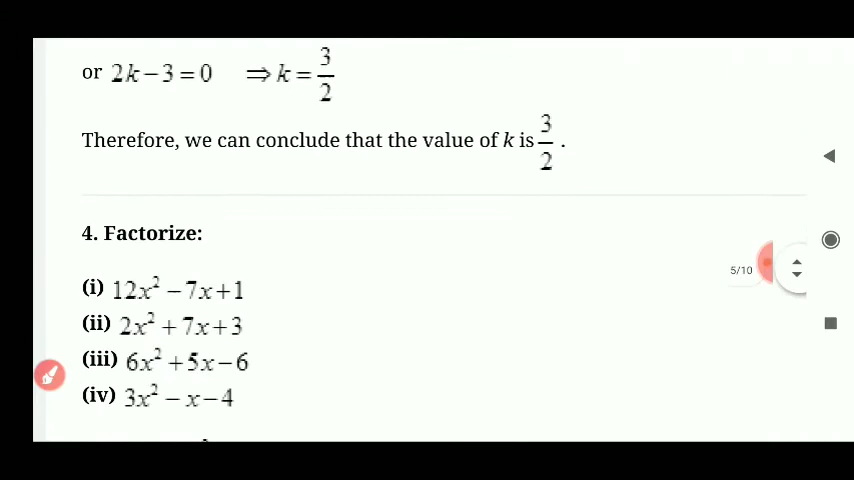 or 2k−3=0 ⇒k=3/2
Therefore, we can conclude that the value of k is 3/2 .
4. Factorize:
5/10
(i) 12x²−7x+1
(ii) 2x²+7x+3
(iii) 6x²+5x−6
(iv) 3x²−x−4